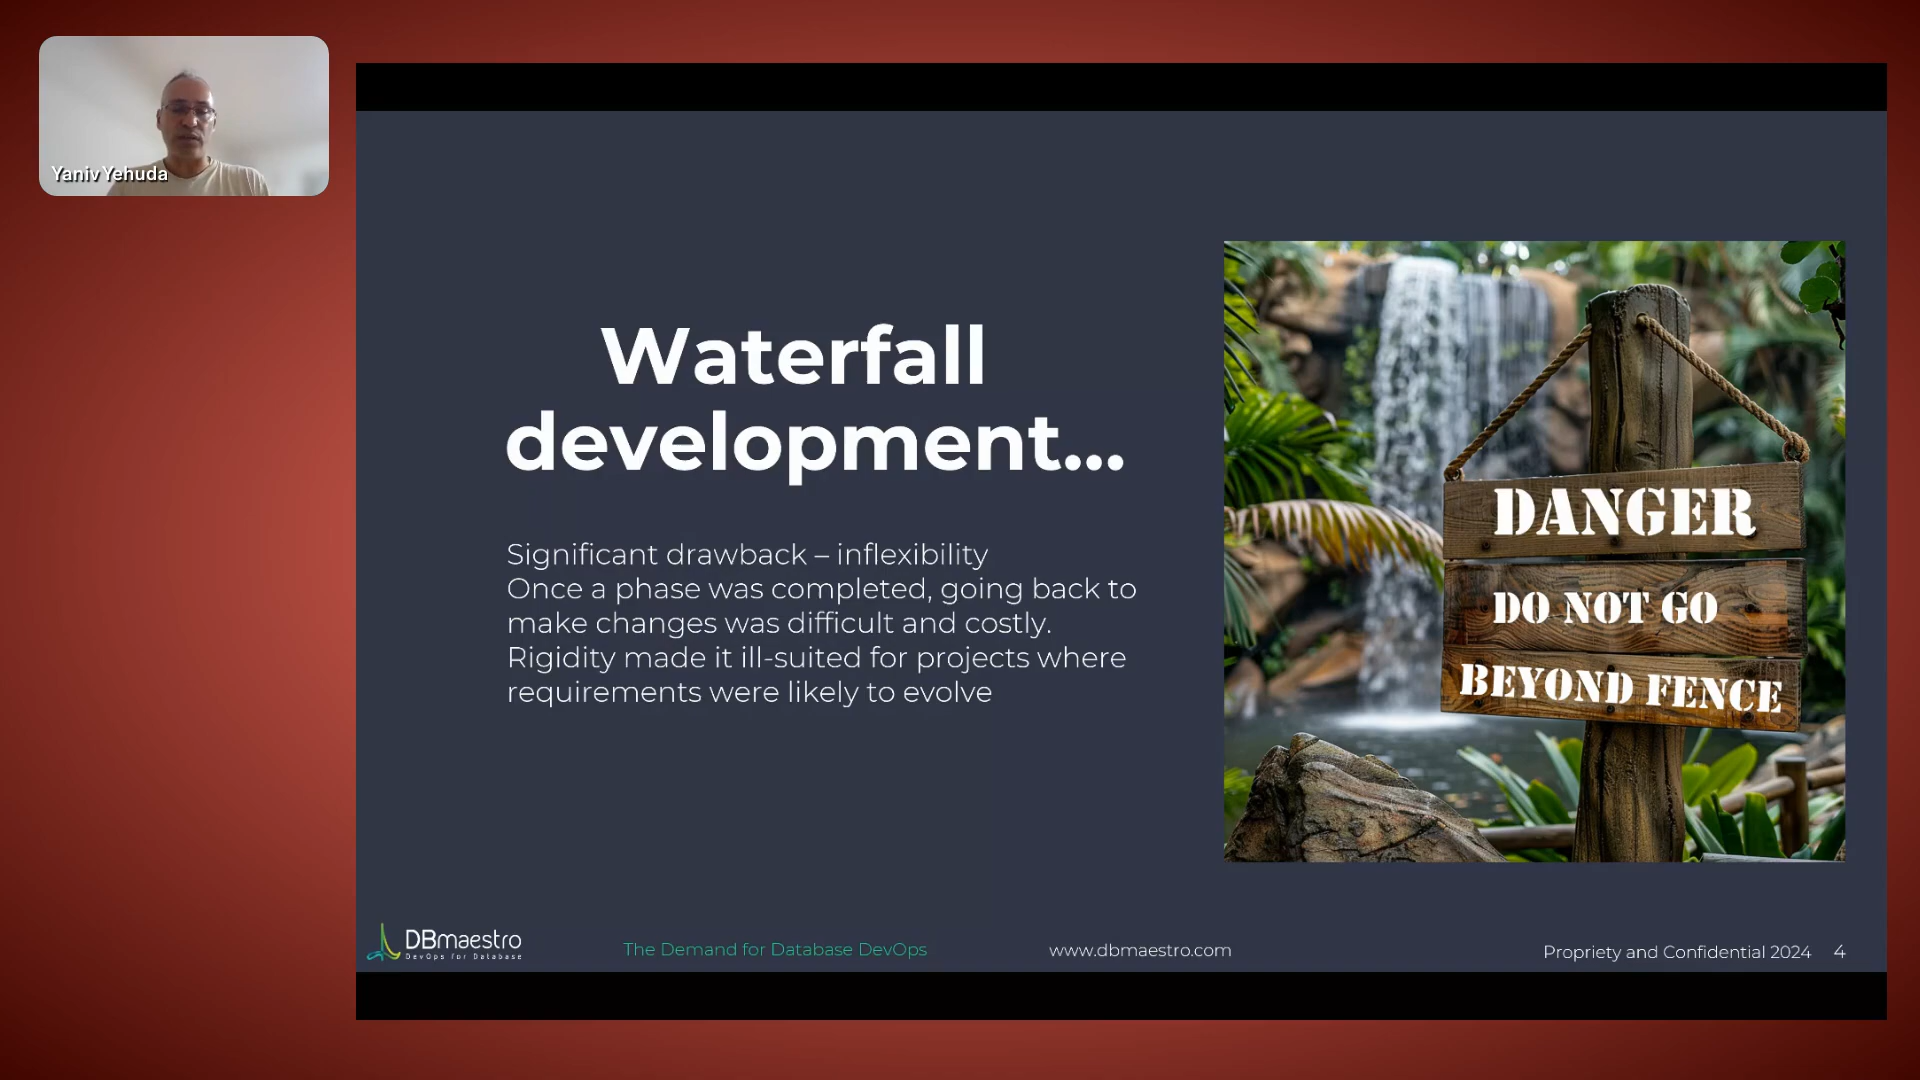 Yaniv Yehuda
Waterfall
development...
Significant drawback – inflexibility
Once a phase was completed, going back to
make changes was difficult and costly.
Rigidity made it ill-suited for projects where
requirements were likely to evolve
DANGER
DO NOT GO
BEYOND FENCE
DBmaestro
DevOps for Database
The Demand for Database DevOps
www.dbmaestro.com
Propriety and Confidential 2024
4